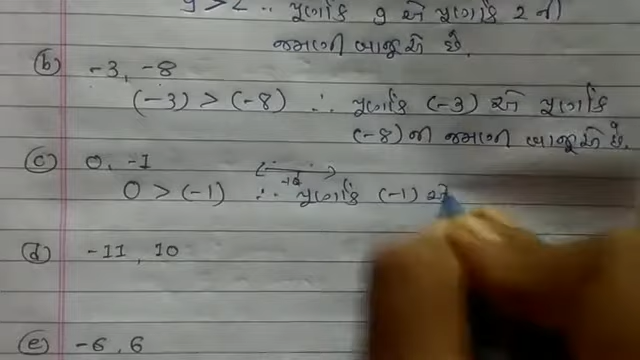 9 > 2 ∴ પૂર્ણાંક 9 એ પૂર્ણાંક 2 ની
જમણી બાજુએ છે.
(b) -3, -8
(-3) > (-8) ∴ પૂર્ણાંક (-3) એ પૂર્ણાંક
(-8) ની જમણી બાજુએ છે.
(c) 0, -1
0 > (-1) ∴ પૂર્ણાંક (-1) એ
(d) -11, 10
(e) -6, 6